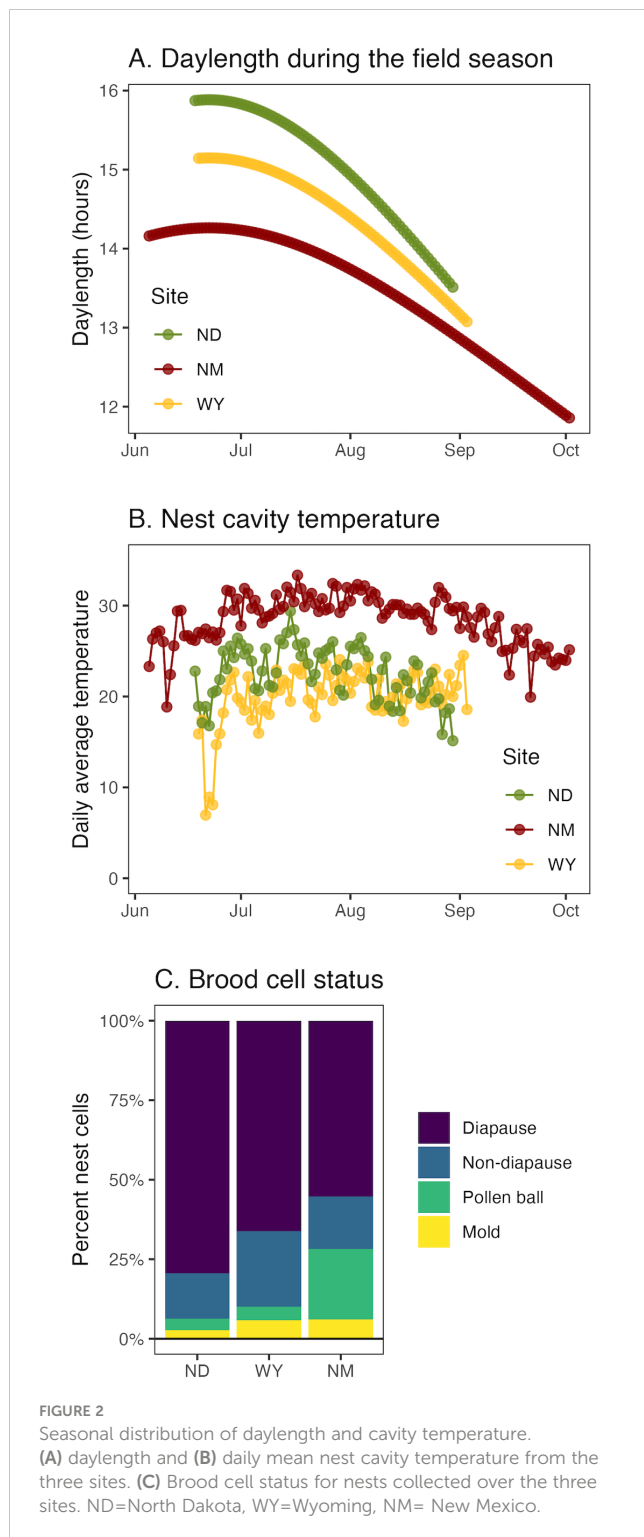 A. Daylength during the field season
Daylength (hours)
16
15
14
13
12
Site
ND
NM
WY
Jun Jul Aug Sep Oct
B. Nest cavity temperature
Daily average temperature
30
20
10
0
Site
ND
NM
WY
Jun Jul Aug Sep Oct
C. Brood cell status
Percent nest cells
100%
75%
50%
25%
0%
Diapause
Non-diapause
Pollen ball
Mold
ND WY NM
FIGURE 2
Seasonal distribution of daylength and cavity temperature.
(A) daylength and (B) daily mean nest cavity temperature from the
three sites. (C) Brood cell status for nests collected over the three
sites. ND=North Dakota, WY=Wyoming, NM= New Mexico.